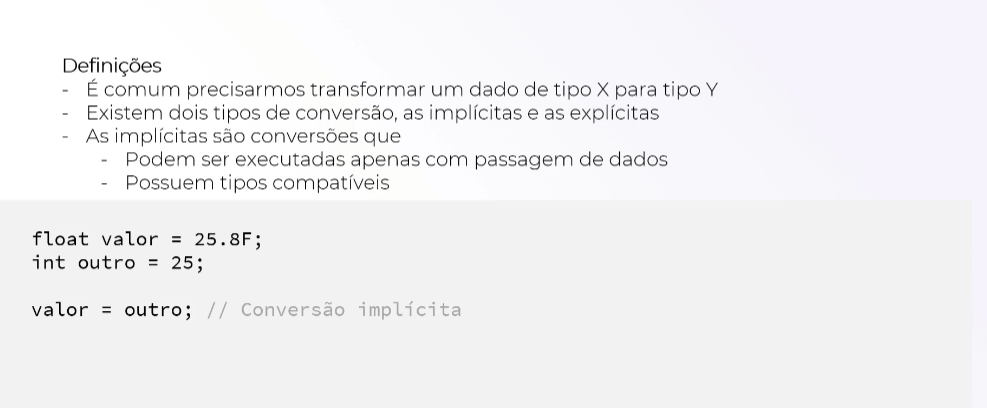 Definições
- É comum precisarmos transformar um dado de tipo X para tipo Y
- Existem dois tipos de conversão, as implícitas e as explícitas
- As implícitas são conversões que
- Podem ser executadas apenas com passagem de dados
- Possuem tipos compatíveis
float valor = 25.8F;
int outro = 25;
valor = outro; // Conversão implícita